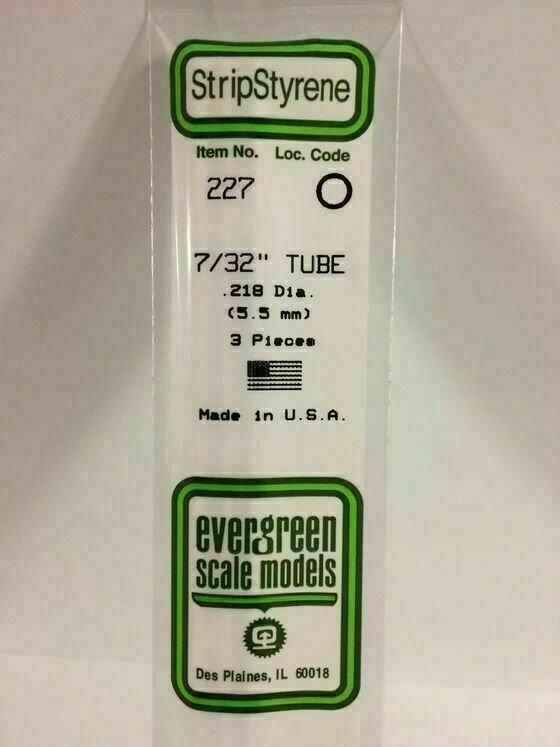 StripStyrene
Item No. Loc. Code
227 O
7/32" TUBE
.218 Dia.
(5.5 mm)
3 Pieces
Made in U.S.A.
evergreen
scale models
Des Plaines, IL 60018